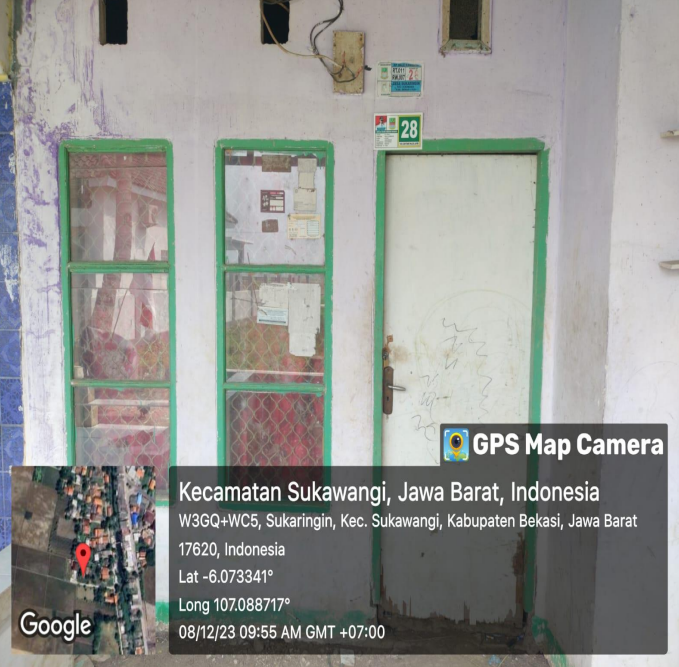 28
GPS Map Camera
Kecamatan Sukawangi, Jawa Barat, Indonesia
W3GQ+WC5, Sukaringin, Kec. Sukawangi, Kabupaten Bekasi, Jawa Barat
17620, Indonesia
Lat -6.073341°
Long 107.088717°
08/12/23 09:55 AM GMT +07:00
Google